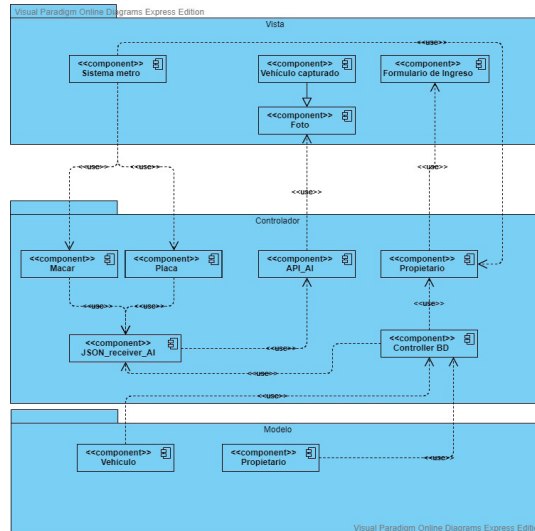 Visual Paradigm Online Diagrams Express Edition
Vista
<<use>>
<<component>>
Sistema metro
<<component>>
Vehículo capturado
<<component>>
Formulario de Ingreso
<<component>>
Foto
<<use>>
<<use>>
<<use>>
<<use>>
<<use>>
Controlador
<<component>>
Macar
<<component>>
Placa
<<component>>
API_AI
<<component>>
Propietario
<<use>>
<<use>>
<<use>>
<<use>>
<<component>>
JSON_receiver_AI
<<component>>
Controller BD
<<use>>
<<use>>
Modelo
<<component>>
Vehiculo
<<component>>
Propietario
<<use>>
Visual Paradigm Online Diagrams Express Editio